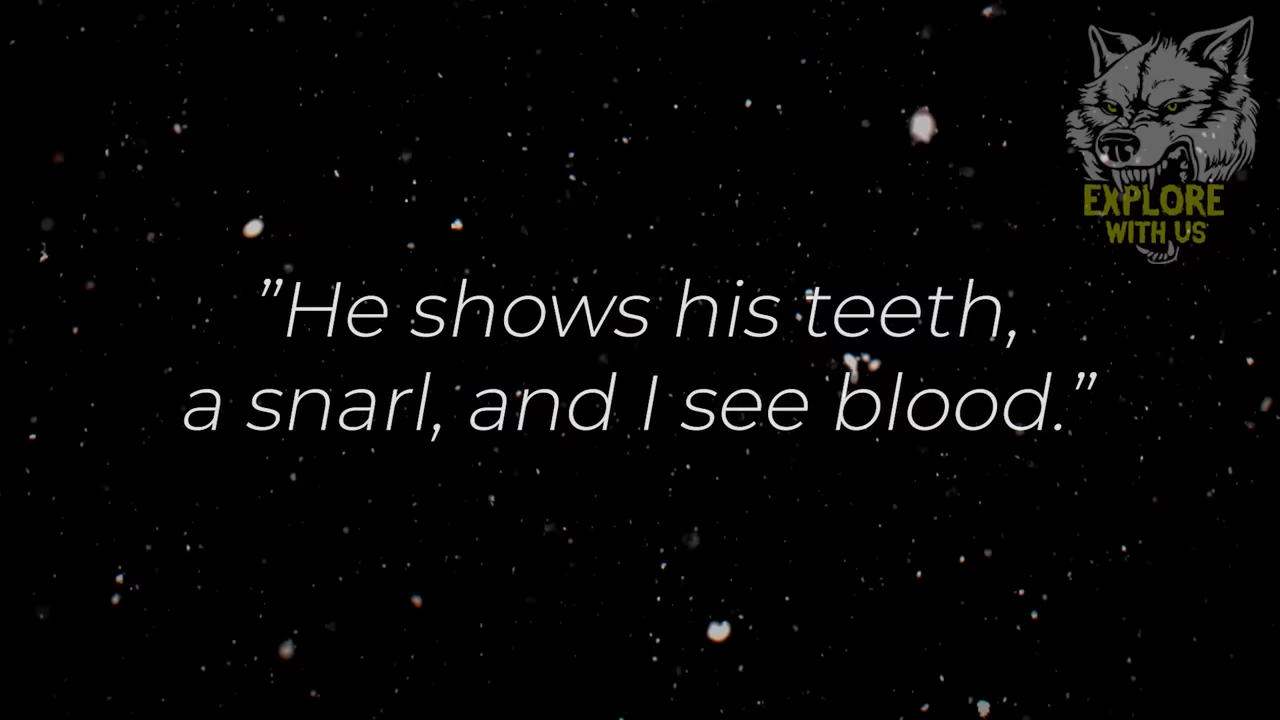 EXPLORE
WITH US
”He shows his teeth,
a snarl, and I see blood.”